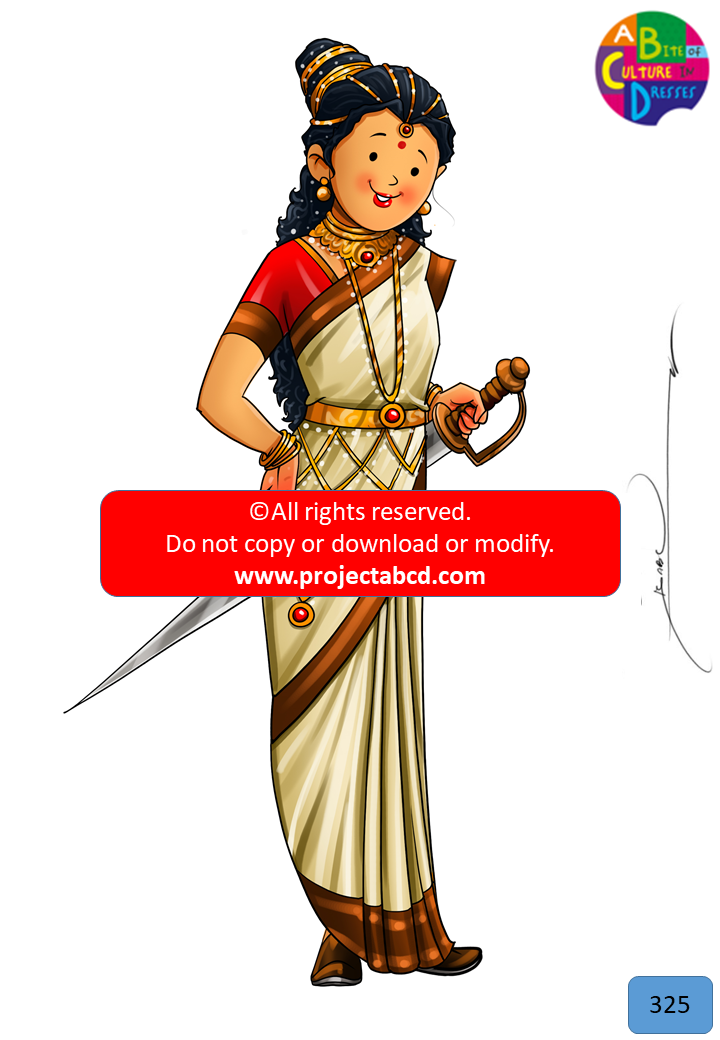 A BITE OF
CULTURE IN
DRESSES
©All rights reserved.
Do not copy or download or modify.
www.projectabcd.com
325